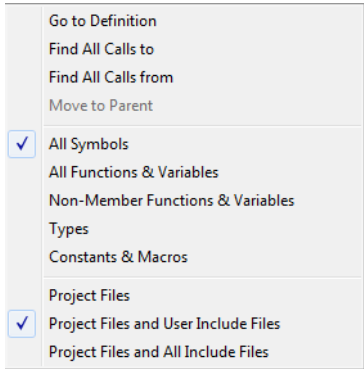 Go to Definition
Find All Calls to
Find All Calls from
Move to Parent
All Symbols
All Functions & Variables
Non-Member Functions & Variables
Types
Constants & Macros
Project Files
Project Files and User Include Files
Project Files and All Include Files